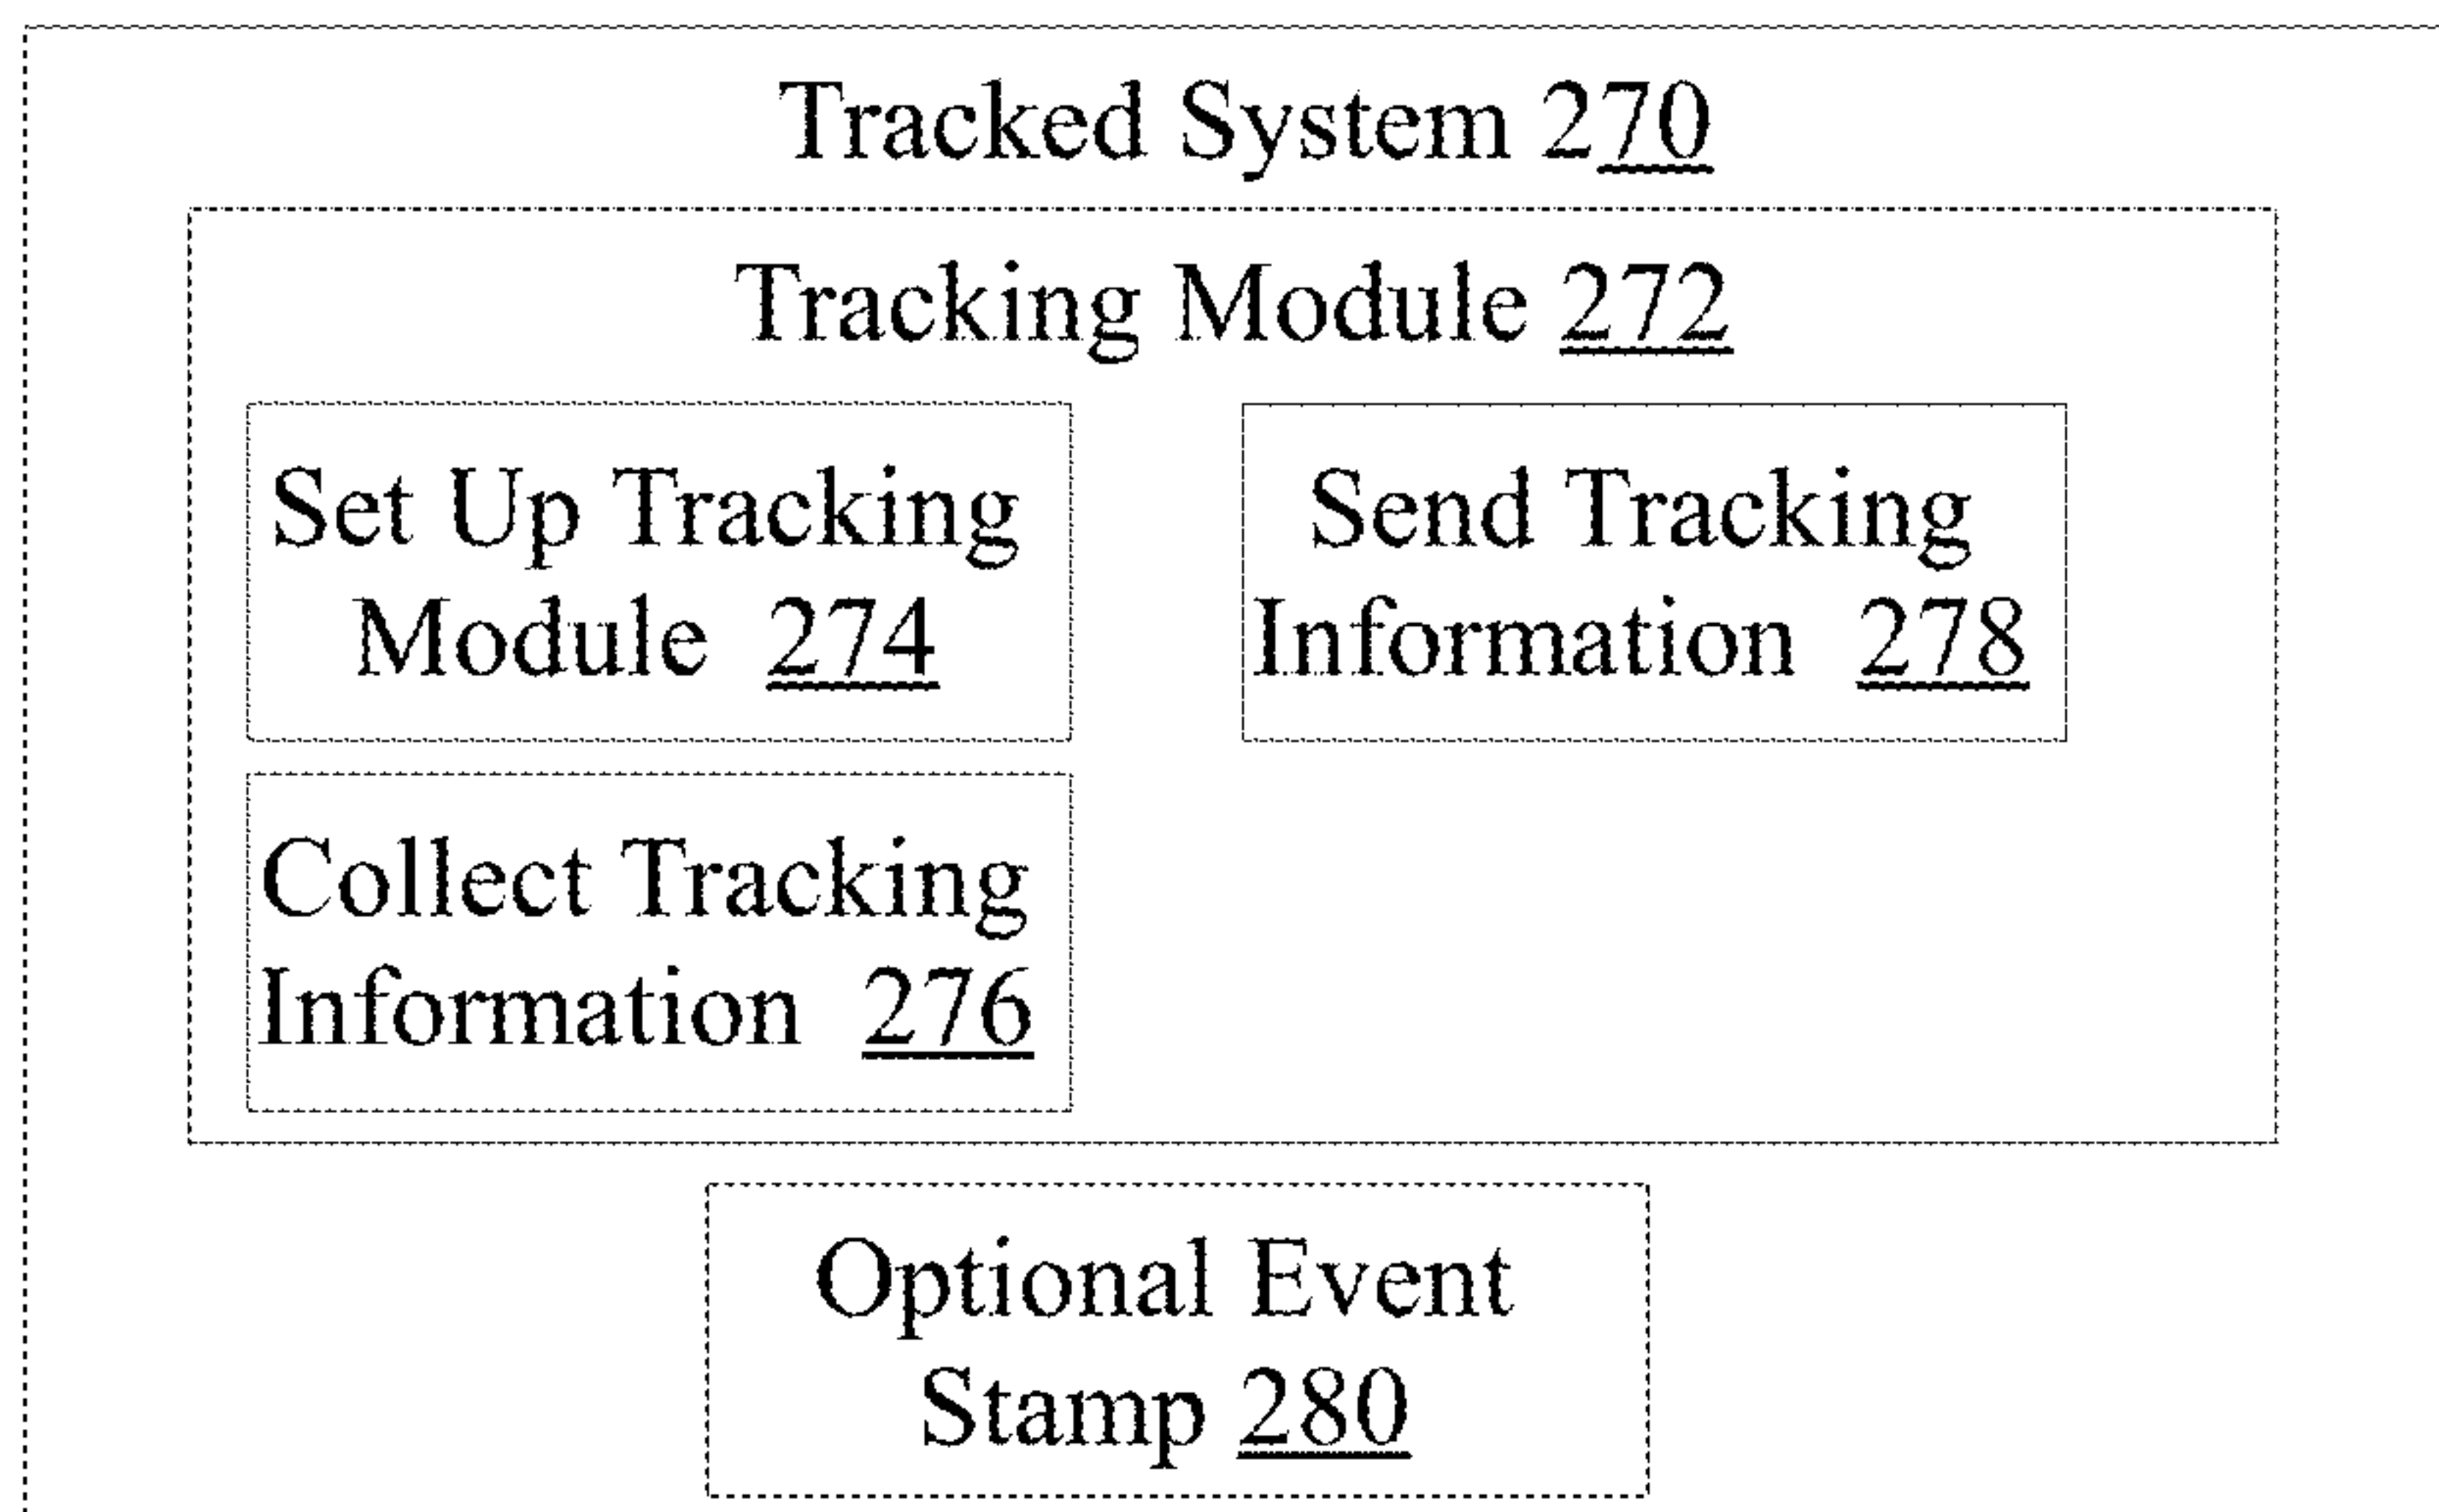 Tracked System 270
Tracking Module 272
Set Up Tracking
Module 274
Send Tracking
Information 278
Collect Tracking
Information 276
Optional Event
Stamp 280